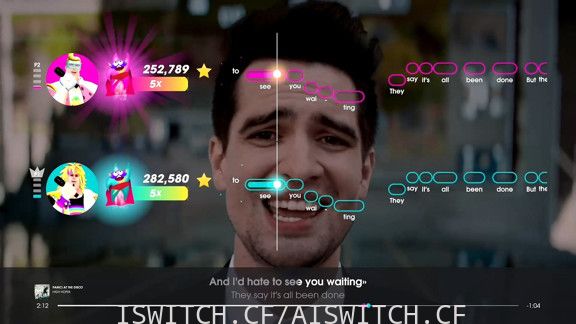 P2
252,789
5X
to see you wai ting They say it's all been done But the
282,580
5X
to see you wai ting They say it's all been done But the
And I'd hate to see you waiting»
They say it's all been done
PANIC! AT THE DISCO
HIGH HOPES
2:12
-1:04
ISWITCH.CF/AISWITCH.CF